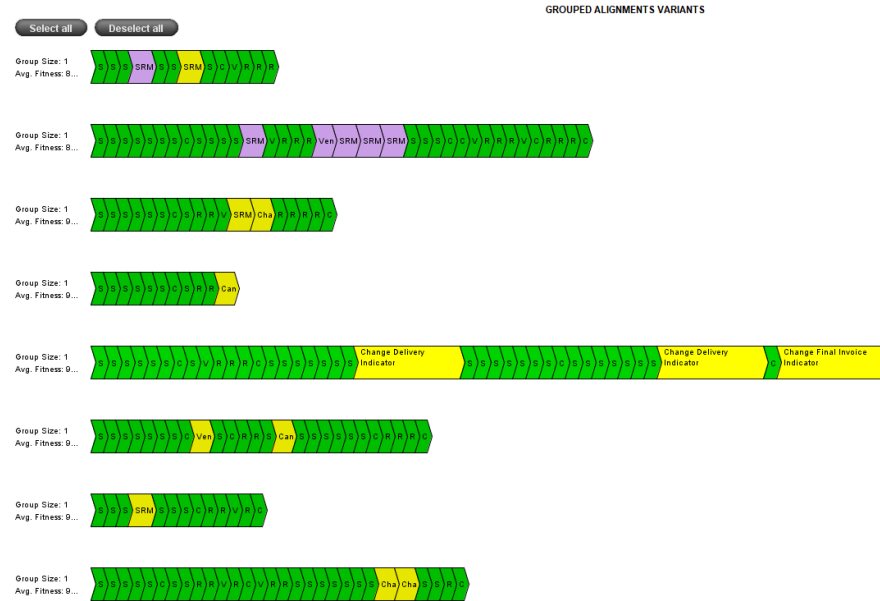 GROUPED ALIGNMENTS VARIANTS
Select all Deselect all
Group Size: 1
Avg. Fitness: 8...
S S S SRM S S SRM S C V R R R
Group Size: 1
Avg. Fitness: 8...
S S S S S S S C S S S S SRM V R R R Ven SRM SRM SRM S S S C C V R R R V C R R R C
Group Size: 1
Avg. Fitness: 9...
S S S S S S C S R R V SRM Cha R R R R C
Group Size: 1
Avg. Fitness: 9...
S S S S S S C S R R Can
Group Size: 1
Avg. Fitness: 9...
S S S S S S C S V R R R C S S S S S S S Change Delivery Indicator S S S S S S S C S S S S S S S Change Delivery Indicator C Change Final Invoice Indicator
Group Size: 1
Avg. Fitness: 9...
S S S S S S S C Ven S C R R S Can S S S S S S C R R R C
Group Size: 1
Avg. Fitness: 9...
S S S SRM S S S C R R V R C
Group Size: 1
Avg. Fitness: 9...
S S S S S C S S R R V R C V R R S S S S S S S Cha Cha S S R C